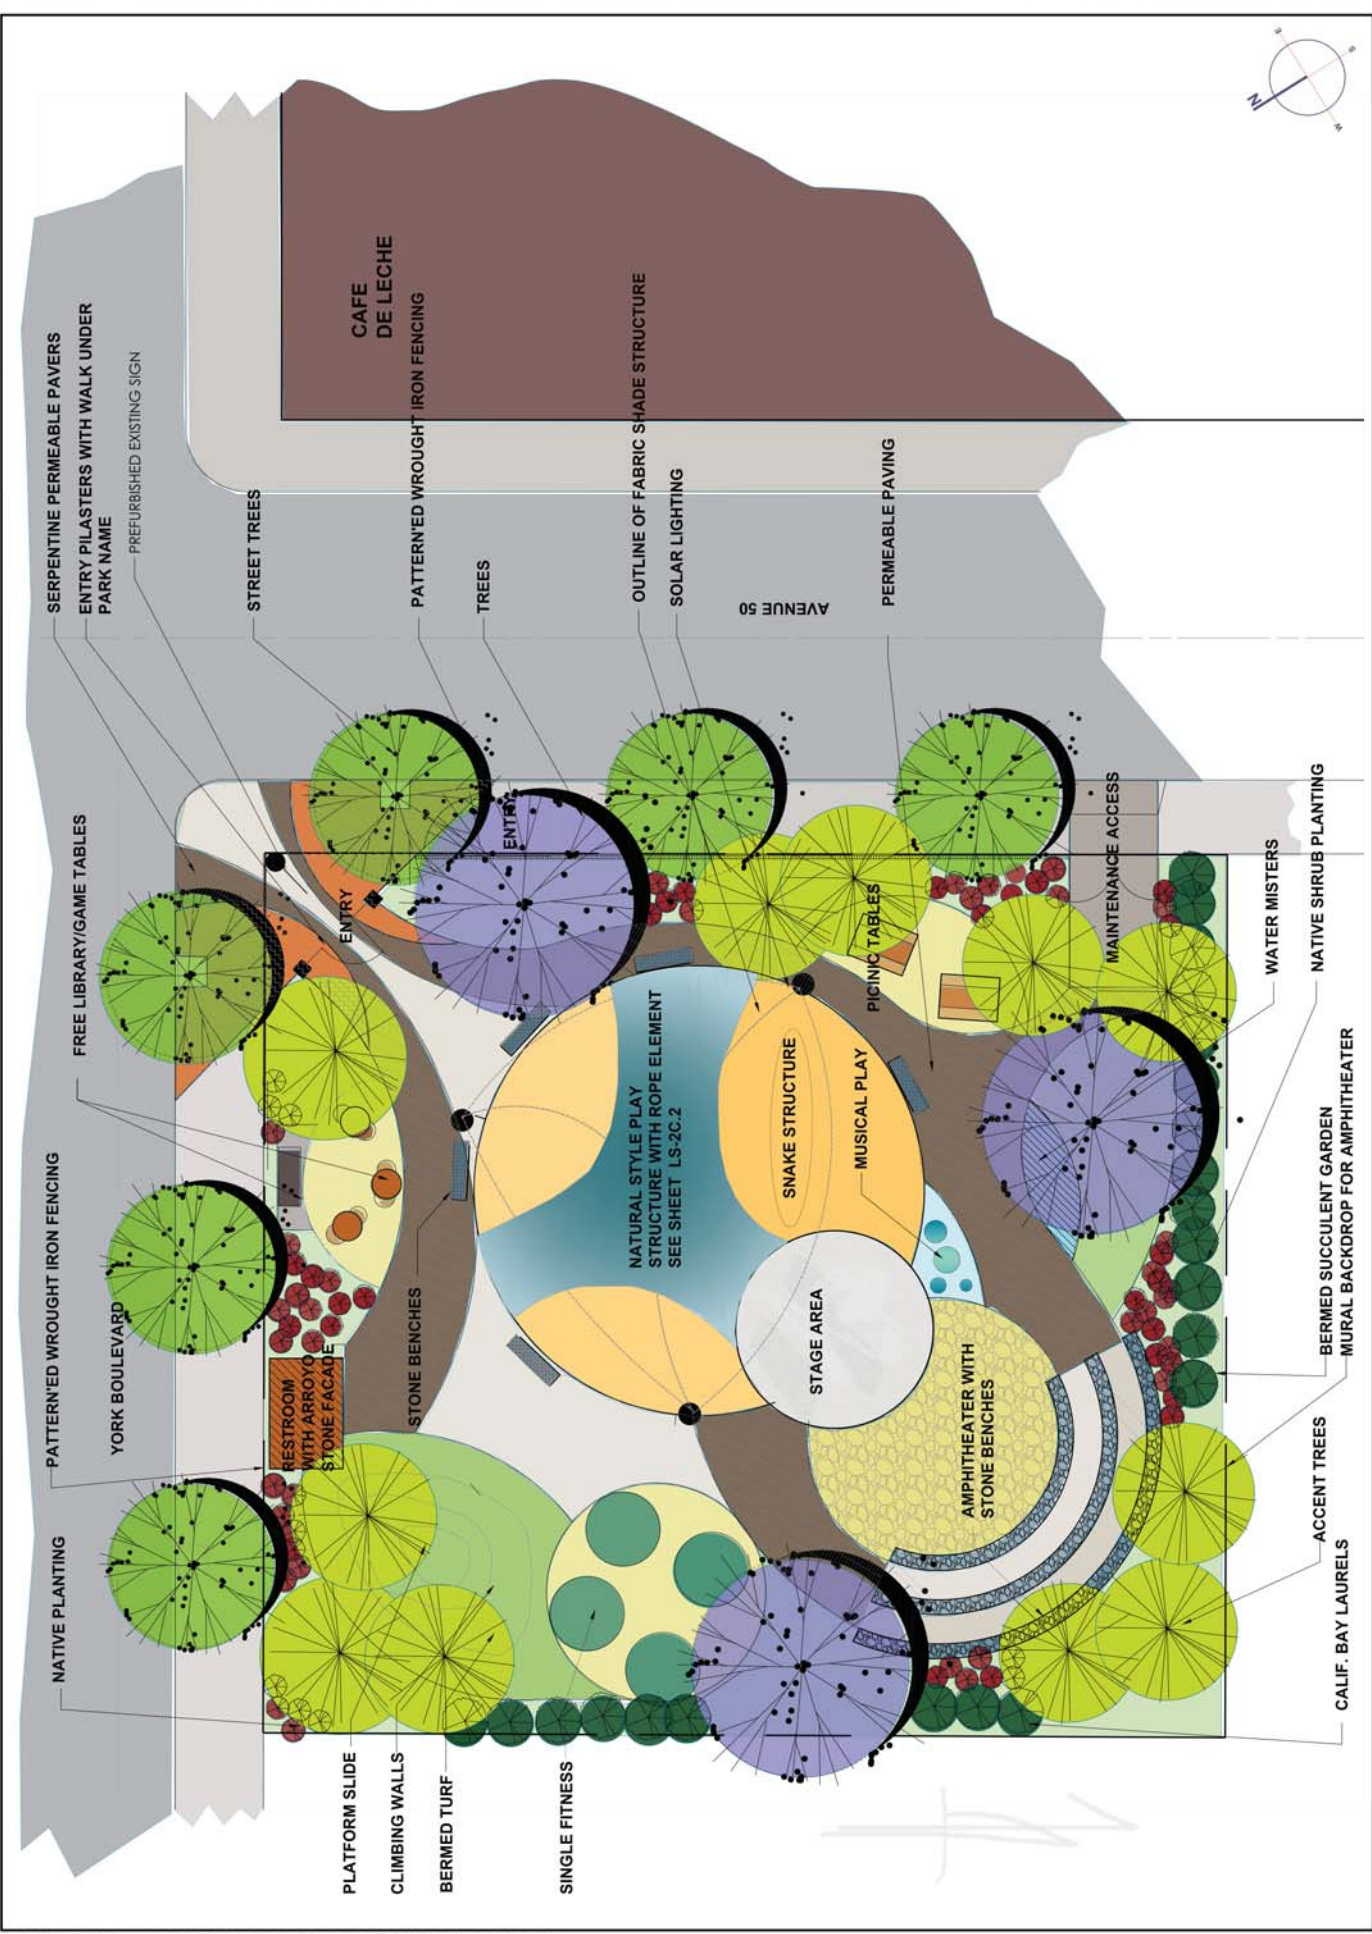 SERPENTINE PERMEABLE PAVERS
ENTRY PILASTERS WITH WALK UNDER
PARK NAME
PREFURBISHED EXISTING SIGN
STREET TREES
PATTERN'ED WROUGHT IRON FENCING
TREES
OUTLINE OF FABRIC SHADE STRUCTURE
SOLAR LIGHTING
AVENUE 50
PERMEABLE PAVING
CAFE
DE LECHE
N
E
S
W
FREE LIBRARY/GAME TABLES
PATTERN'ED WROUGHT IRON FENCING
YORK BOULEVARD
NATIVE PLANTING
ENTRY
ENTRY
RESTROOM
WITH ARROYO
STONE FACADE
STONE BENCHES
NATURAL STYLE PLAY
STRUCTURE WITH ROPE ELEMENT
SEE SHEET LS-2C.2
SNAKE STRUCTURE
MUSICAL PLAY
PICINIC TABLES
STAGE AREA
AMPHITHEATER WITH
STONE BENCHES
MAINTENANCE ACCESS
WATER MISTERS
NATIVE SHRUB PLANTING
BERMED SUCCULENT GARDEN
MURAL BACKDROP FOR AMPHITHEATER
ACCENT TREES
CALIF. BAY LAURELS
PLATFORM SLIDE
CLIMBING WALLS
BERMED TURF
SINGLE FITNESS